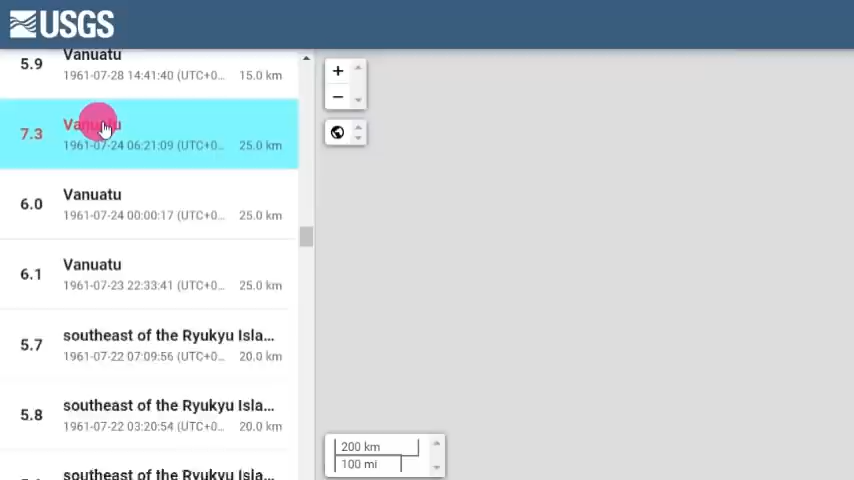 USGS
5.9 Vanuatu
1961-07-28 14:41:40 (UTC+0... 15.0 km
7.3 Vanuatu
1961-07-24 06:21:09 (UTC+0... 25.0 km
6.0 Vanuatu
1961-07-24 00:00:17 (UTC+0... 25.0 km
6.1 Vanuatu
1961-07-23 22:33:41 (UTC+0... 25.0 km
5.7 southeast of the Ryukyu Isla...
1961-07-22 07:09:56 (UTC+0... 20.0 km
5.8 southeast of the Ryukyu Isla...
1961-07-22 03:20:54 (UTC+0... 20.0 km
southeast of the Ryukyu Isla...
+
−
200 km
100 mi